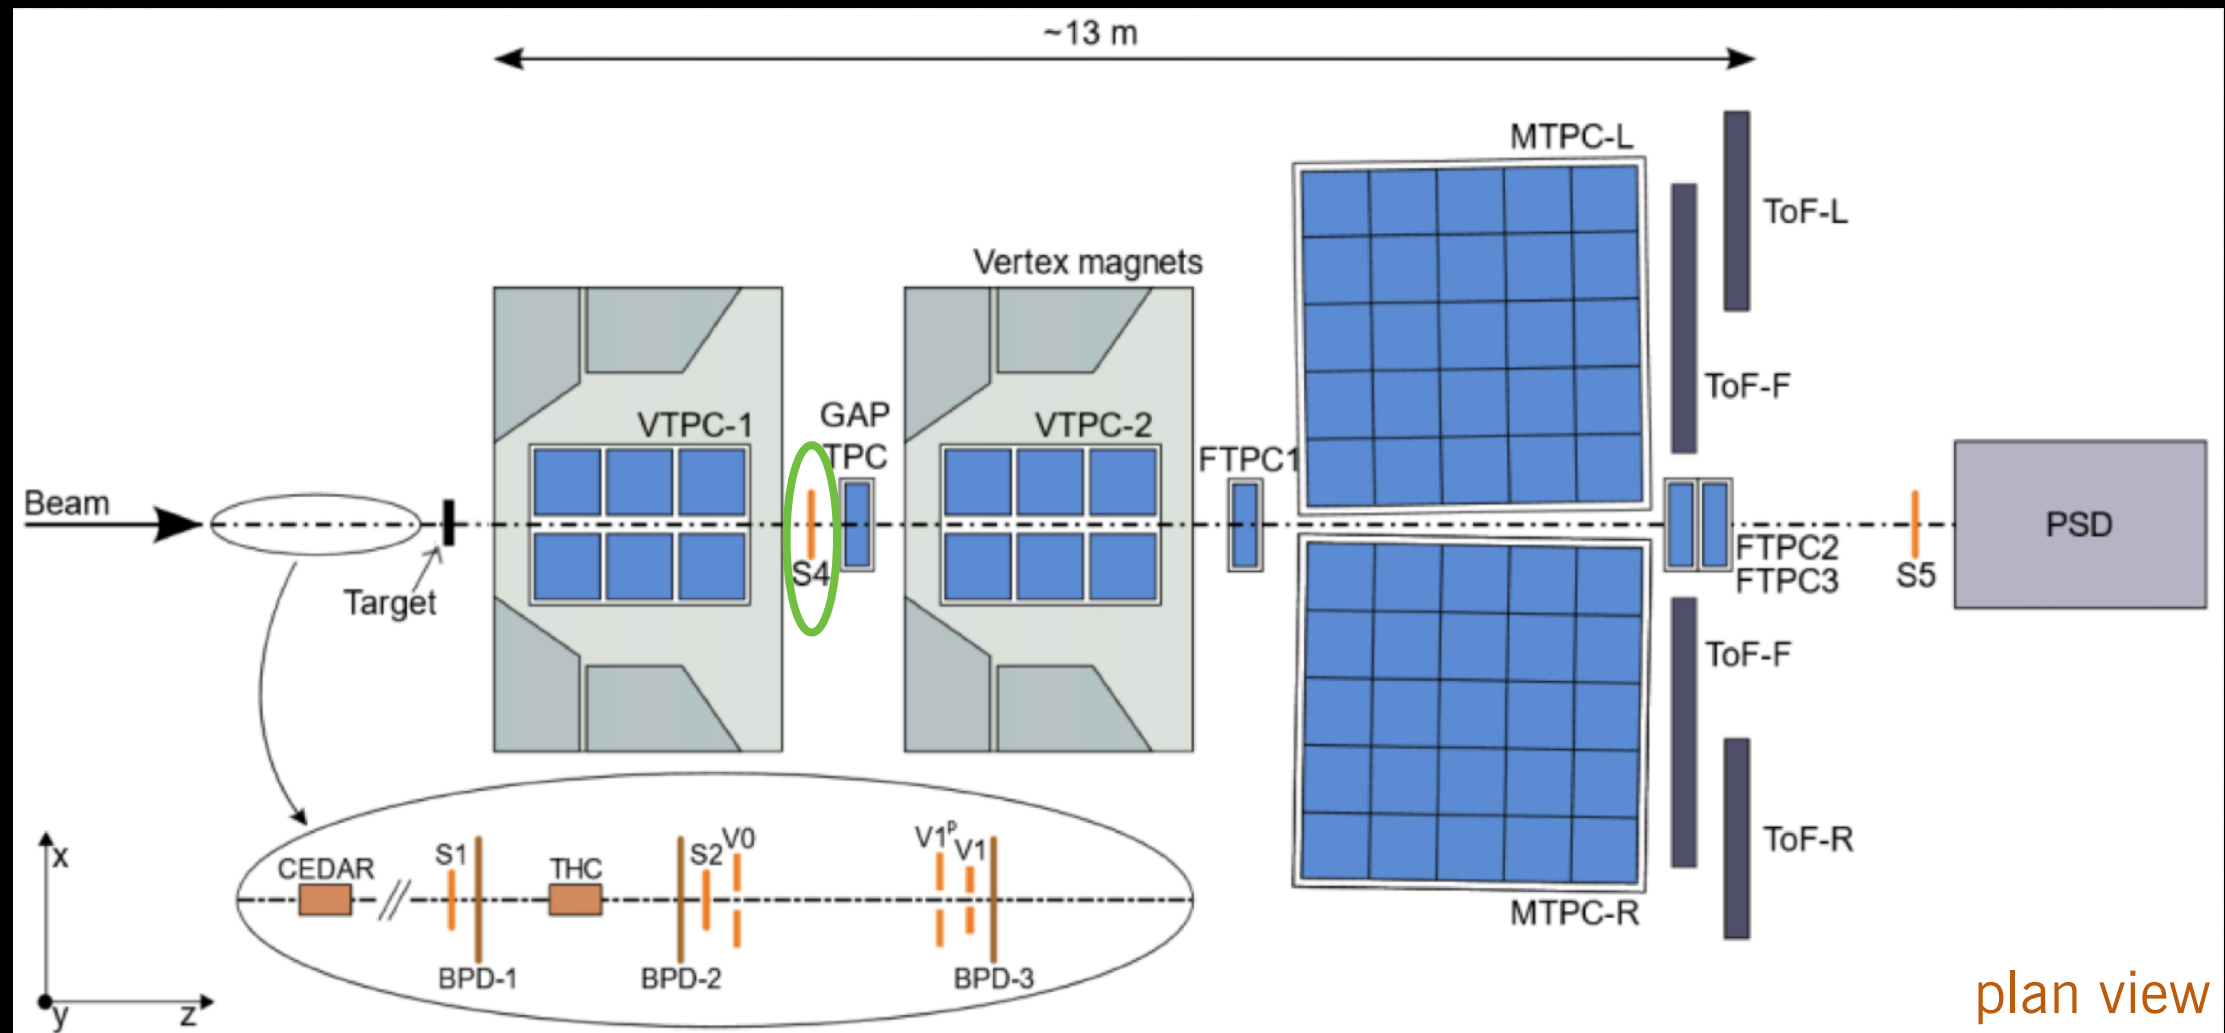 ~13 m
MTPC-L
ToF-L
Vertex magnets
ToF-F
GAP
TPC
VTPC-1
VTPC-2
FTPC1
Beam
PSD
S4
FTPC2
FTPC3
S5
Target
ToF-F
V1ᵖ
V0
S1
S2
V1
CEDAR
THC
ToF-R
x
MTPC-R
BPD-1
BPD-2
BPD-3
y
z
plan view